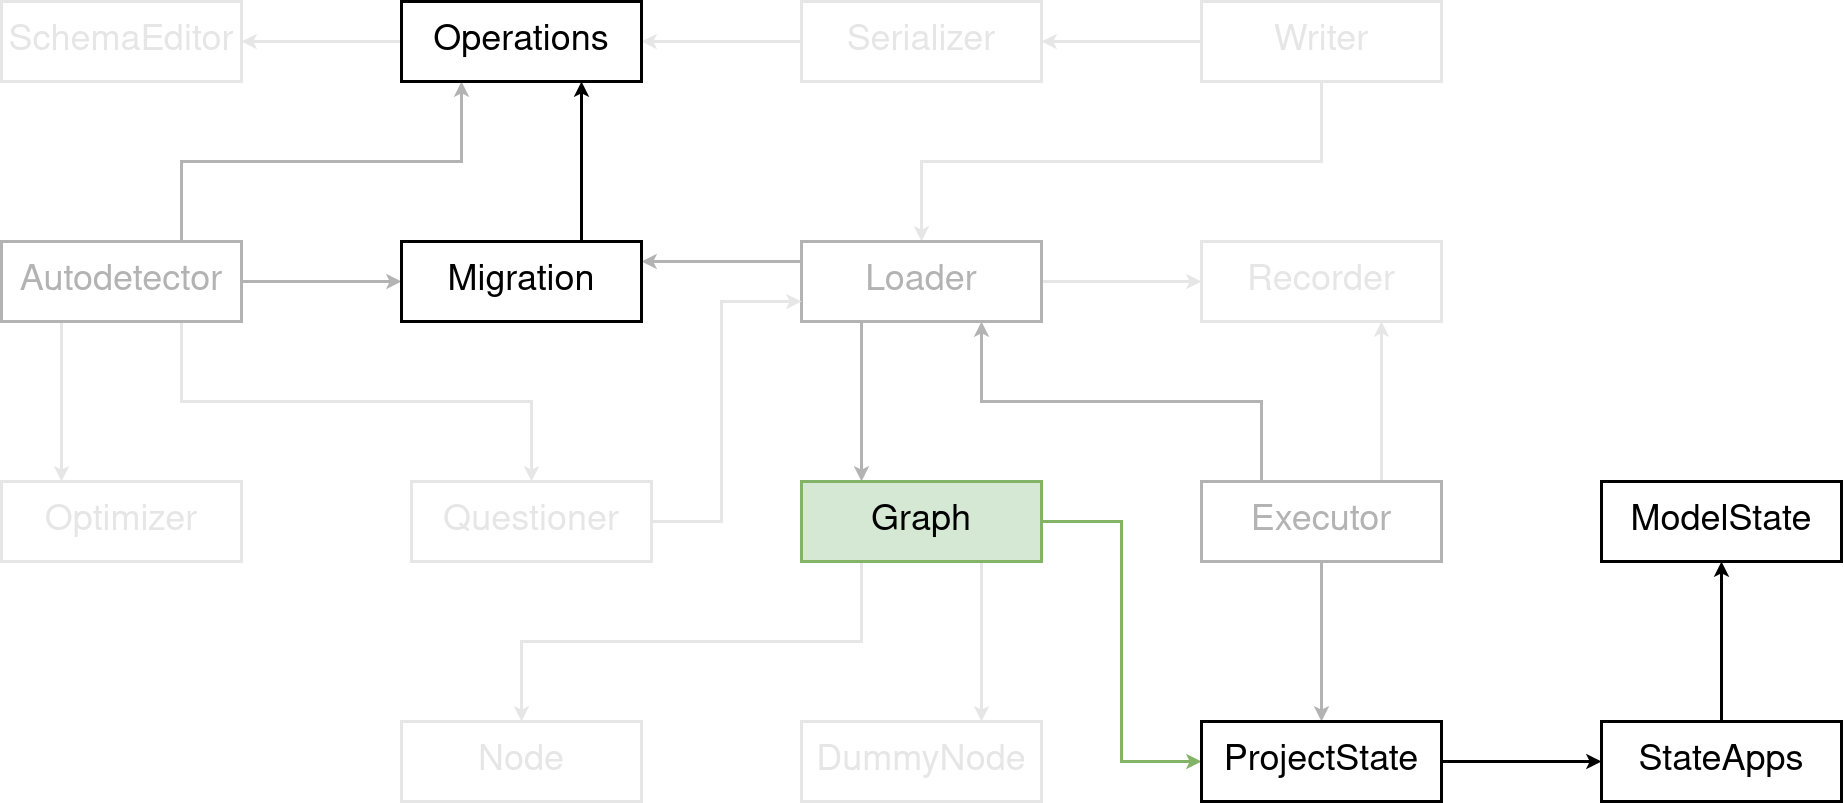 SchemaEditor
Operations
Serializer
Writer
Autodetector
Migration
Loader
Recorder
Optimizer
Questioner
Graph
Executor
ModelState
Node
DummyNode
ProjectState
StateApps